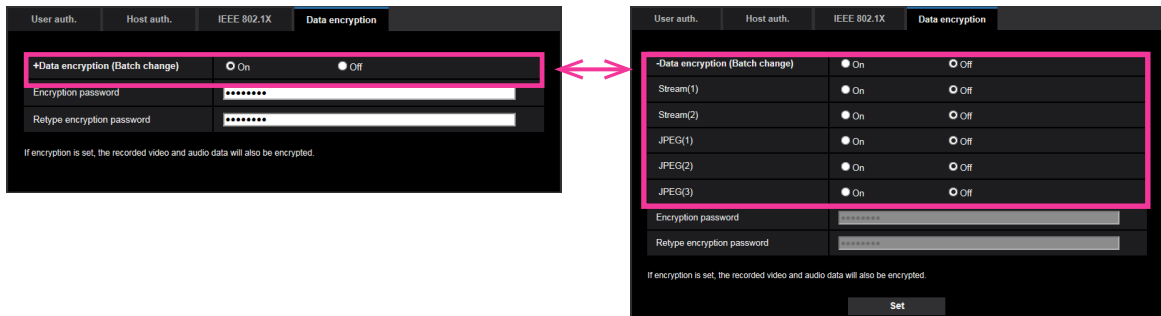 User auth. Host auth. IEEE 802.1X Data encryption
+Data encryption (Batch change) On Off
Encryption password ••••••••
Retype encryption password ••••••••
If encryption is set, the recorded video and audio data will also be encrypted.
User auth. Host auth. IEEE 802.1X Data encryption
-Data encryption (Batch change) On Off
Stream(1) On Off
Stream(2) On Off
JPEG(1) On Off
JPEG(2) On Off
JPEG(3) On Off
Encryption password ••••••••
Retype encryption password ••••••••
If encryption is set, the recorded video and audio data will also be encrypted.
Set